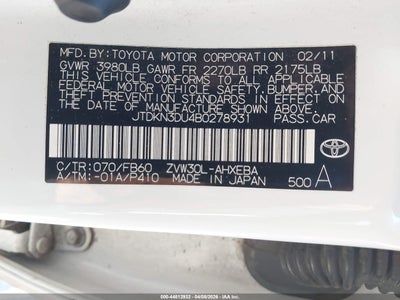 MFD.BY: TOYOTA MOTOR CORPORATION 02/11
GVWR 3980LB GAWR FR 2270LB RR 2175LB
THIS VEHICLE CONFORMS TO ALL APPLICABLE
FEDERAL MOTOR VEHICLE SAFETY, BUMPER, AND
THEFT PREVENTION STANDARDS IN EFFECT ON
THE DATE OF MANUFACTURE SHOWN ABOVE.
JTDKN3DU4B0278931 PASS.CAR
C/TR: 070/FB60 ZVW30L-AHXEBA
A/TM: -01A/P410 MADE IN JAPAN 500 A
TOYOTA
000-44612932 - 04/08/2026 - IAA